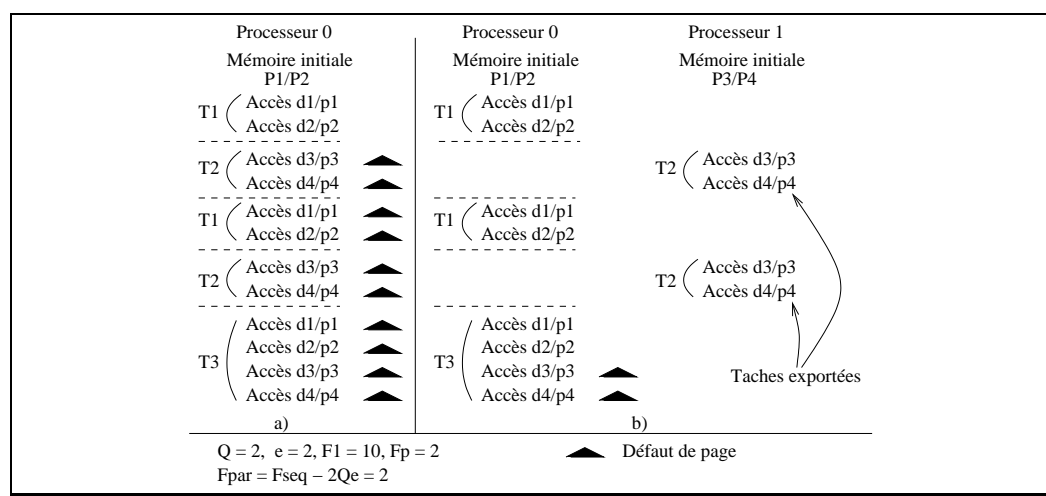 Processeur 0
Mémoire initiale
P1/P2
T1
Accès d1/p1
Accès d2/p2
T2
Accès d3/p3
Accès d4/p4
T1
Accès d1/p1
Accès d2/p2
T2
Accès d3/p3
Accès d4/p4
T3
Accès d1/p1
Accès d2/p2
Accès d3/p3
Accès d4/p4
a)
Processeur 0
Mémoire initiale
P1/P2
T1
Accès d1/p1
Accès d2/p2
T1
Accès d1/p1
Accès d2/p2
T3
Accès d1/p1
Accès d2/p2
Accès d3/p3
Accès d4/p4
Processeur 1
Mémoire initiale
P3/P4
T2
Accès d3/p3
Accès d4/p4
T2
Accès d3/p3
Accès d4/p4
Taches exportées
b)
Q = 2, e = 2, F1 = 10, Fp = 2
Fpar = Fseq − 2Qe = 2
Défaut de page